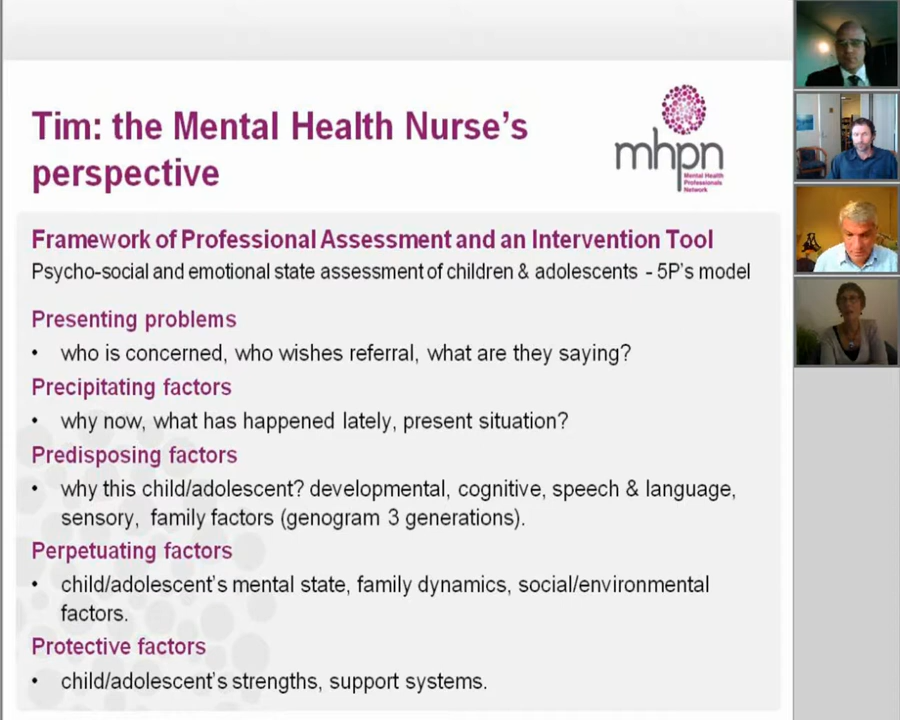 Tim: the Mental Health Nurse's
perspective
mhpn
Mental Health
Professionals
Network
Framework of Professional Assessment and an Intervention Tool
Psycho-social and emotional state assessment of children & adolescents - 5P's model
Presenting problems
• who is concerned, who wishes referral, what are they saying?
Precipitating factors
• why now, what has happened lately, present situation?
Predisposing factors
• why this child/adolescent? developmental, cognitive, speech & language,
sensory, family factors (genogram 3 generations).
Perpetuating factors
• child/adolescent's mental state, family dynamics, social/environmental
factors.
Protective factors
• child/adolescent's strengths, support systems.